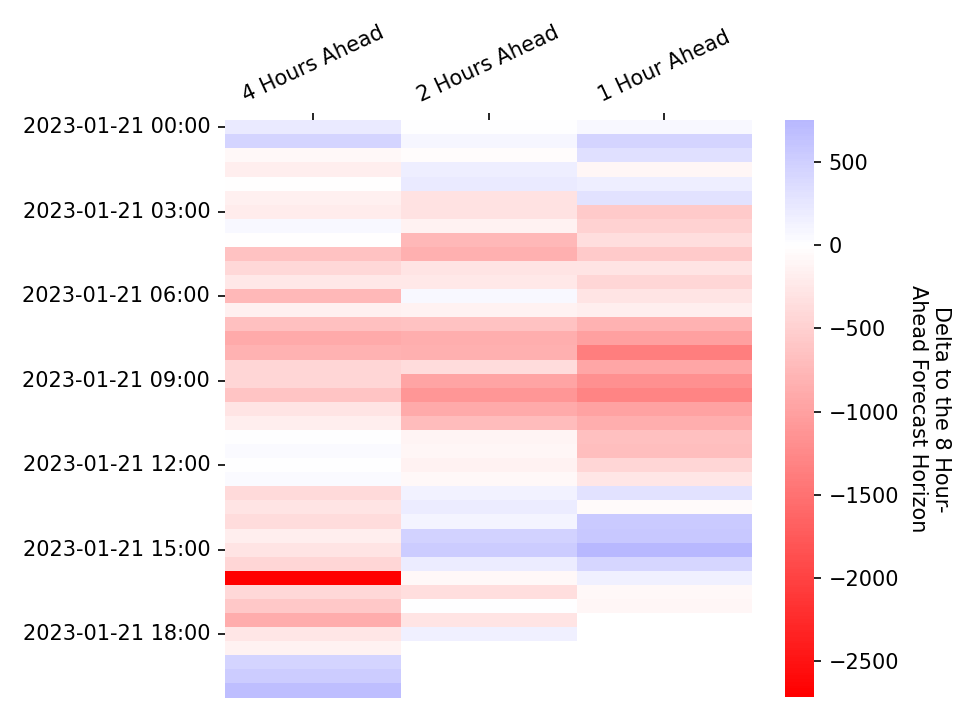 4 Hours Ahead
2 Hours Ahead
1 Hour Ahead
2023-01-21 00:00
2023-01-21 03:00
2023-01-21 06:00
2023-01-21 09:00
2023-01-21 12:00
2023-01-21 15:00
2023-01-21 18:00
500
0
−500
−1000
−1500
−2000
−2500
Delta to the 8 Hour-
Ahead Forecast Horizon